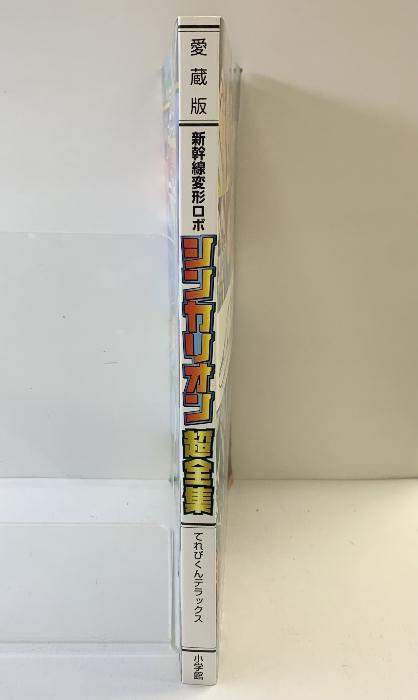 愛蔵版
新幹線変形ロボ
シンカリオン
超全集
てれびくんデラックス
小学館